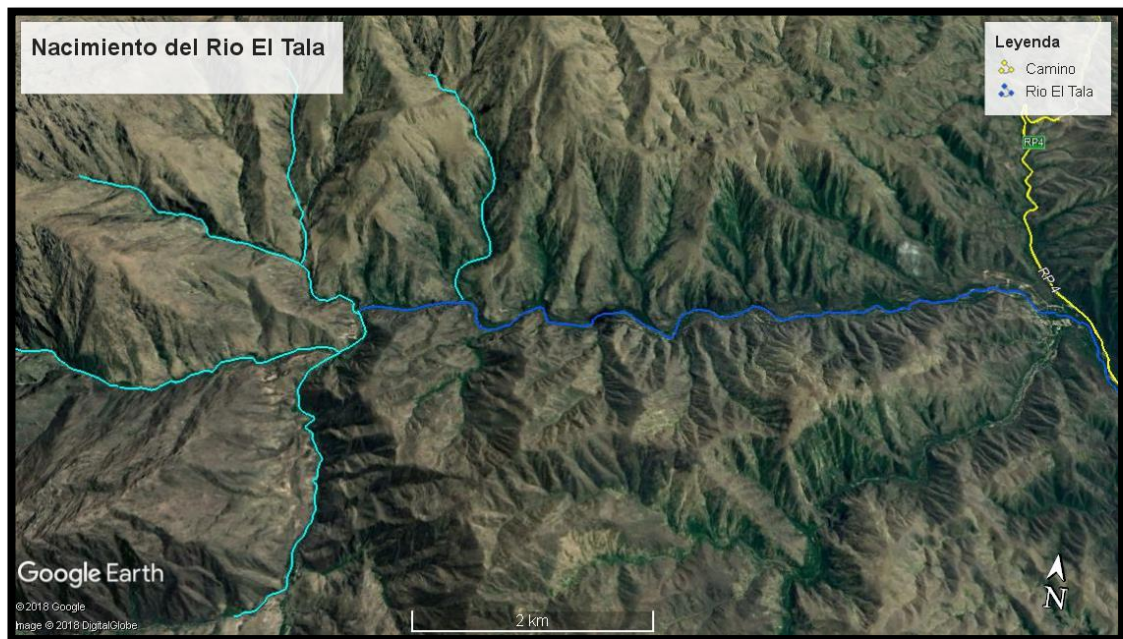 Nacimiento del Rio El Tala
Leyenda
Camino
Rio El Tala
RP4
RP-4
Google Earth
© 2018 Google
Image © 2018 DigitalGlobe
2 km
N